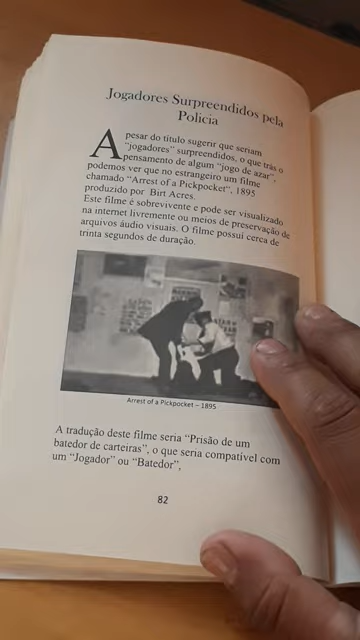 Jogadores Surpreendidos pela
Policia
Apesar do título sugerir que seriam
"jogadores" surpreendidos, o que trás o
pensamento de algum "jogo de azar",
podemos ver que no estrangeiro um filme
chamado "Arrest of a Pickpocket", 1895
produzido por Birt Acres.
Este filme é sobrevivente e pode ser visualizado
na internet livremente ou meios de preservação de
arquivos áudio visuais. O filme possui cerca de
trinta segundos de duração.
Arrest of a Pickpocket – 1895
A tradução deste filme seria "Prisão de um
batedor de carteiras", o que seria compatível com
um "Jogador" ou "Batedor",
82